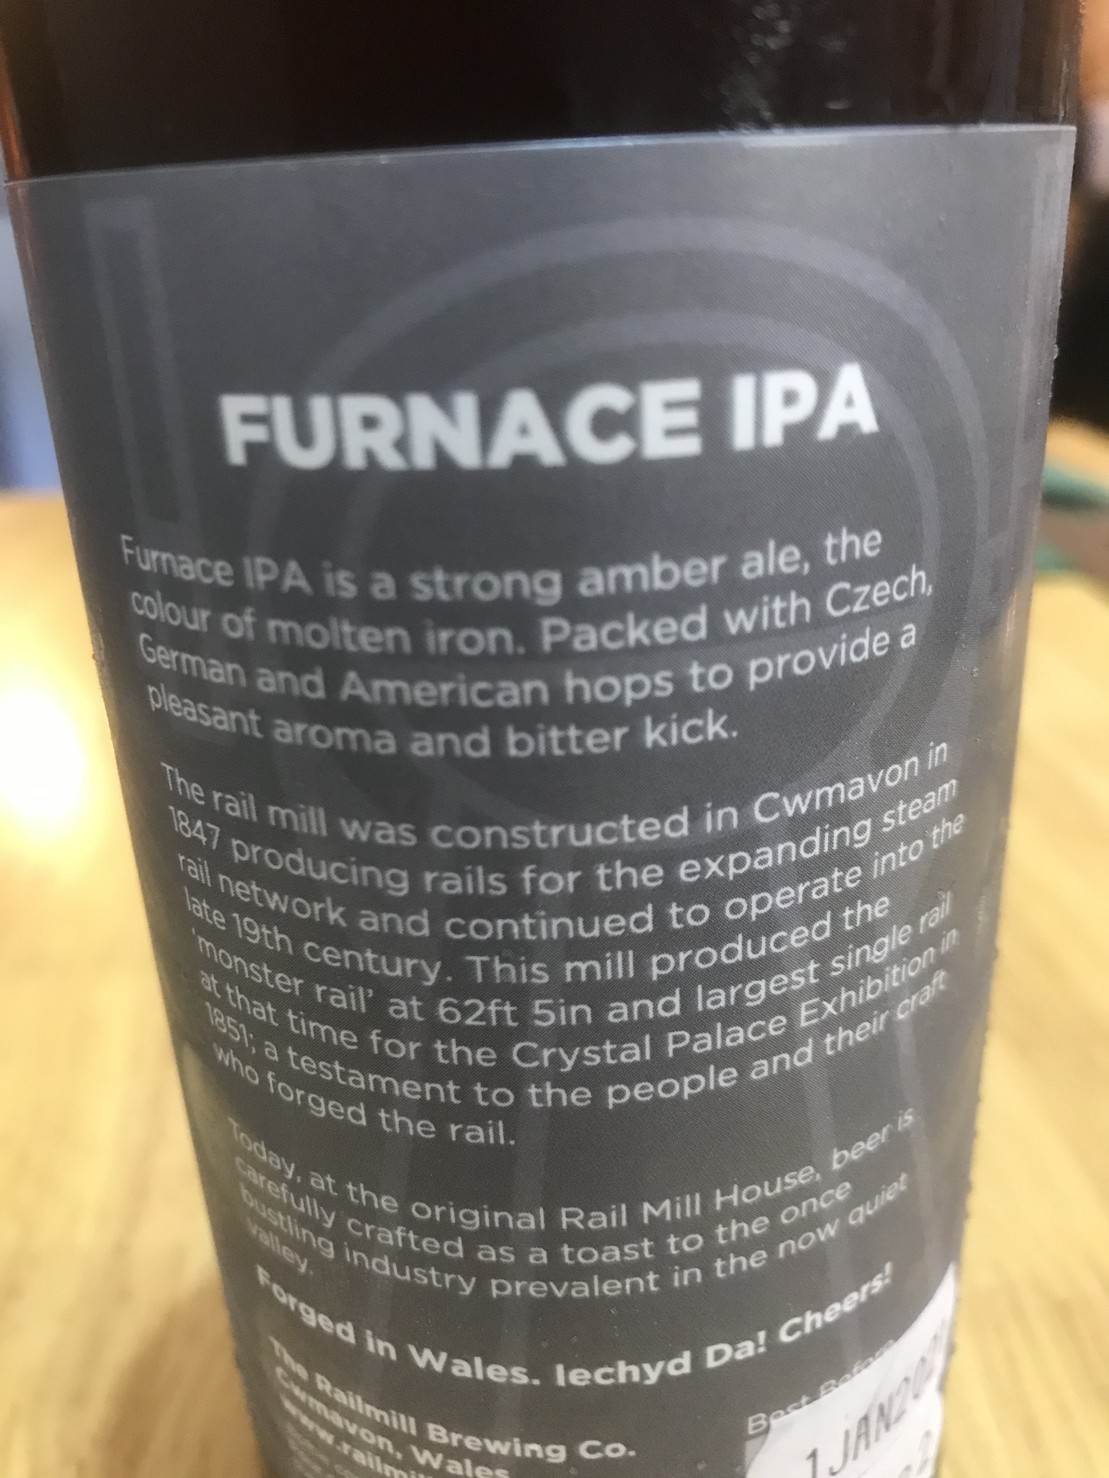 FURNACE IPA
Furnace IPA is a strong amber ale, the
colour of molten iron. Packed with Czech,
German and American hops to provide a
pleasant aroma and bitter kick.
The rail mill was constructed in Cwmavon in
1847 producing rails for the expanding steam
rail network and continued to operate into the
late 19th century. This mill produced the
'monster rail' at 62ft 5in and largest single rail
at that time for the Crystal Palace Exhibition in
1851; a testament to the people and their craft
who forged the rail.
Today, at the original Rail Mill House, beer is
carefully crafted as a toast to the once
bustling industry prevalent in the now quiet
valley.
Forged in Wales. Iechyd Da! Cheers!
The Railmill Brewing Co.
Cwmavon, Wales
Best Before
1 JAN